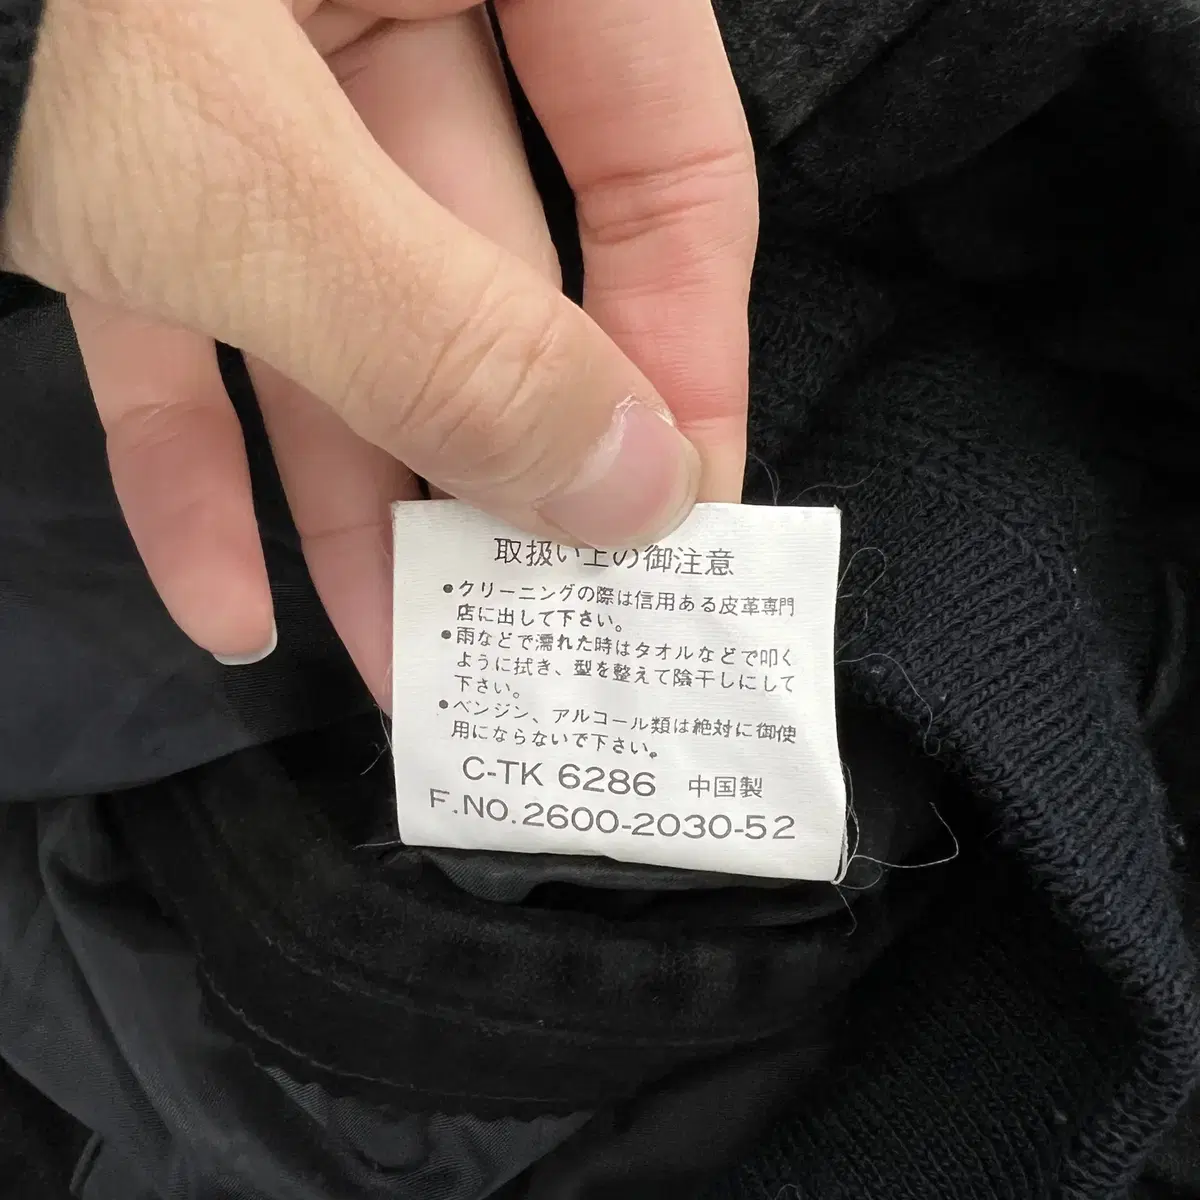 取扱い上の御注意
●クリーニングの際は信用ある皮革専門
店に出して下さい。
●雨などで濡れた時はタオルなどで叩く
ように拭き、型を整えて陰干しにして
下さい。
●ベンジン、アルコール類は絶対に御使
用にならないで下さい。
C-TK 6286 中国製
F.NO.2600-2030-52